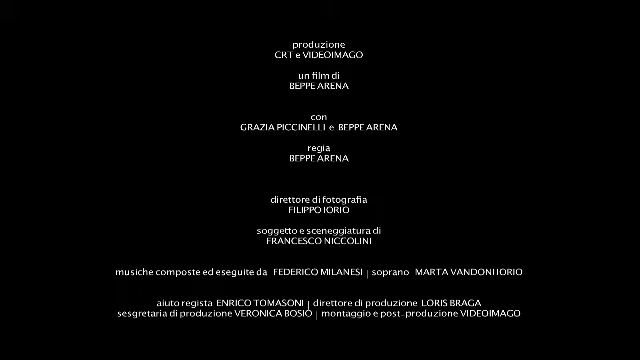 produzione
CRT e VIDEOIMAGO
un film di
BEPPE ARENA
con
GRAZIA PICCINELLI e BEPPE ARENA
regia
BEPPE ARENA
direttore di fotografia
FILIPPO IORIO
soggetto e sceneggiatura di
FRANCESCO NICCOLINI
musiche composte ed eseguite da FEDERICO MILANESI | soprano MARTA VANDONI IORIO
aiuto regista ENRICO TOMASONI | direttore di produzione LORIS BRAGA
sesgretaria di produzione VERONICA BOSIO | montaggio e post-produzione VIDEOIMAGO